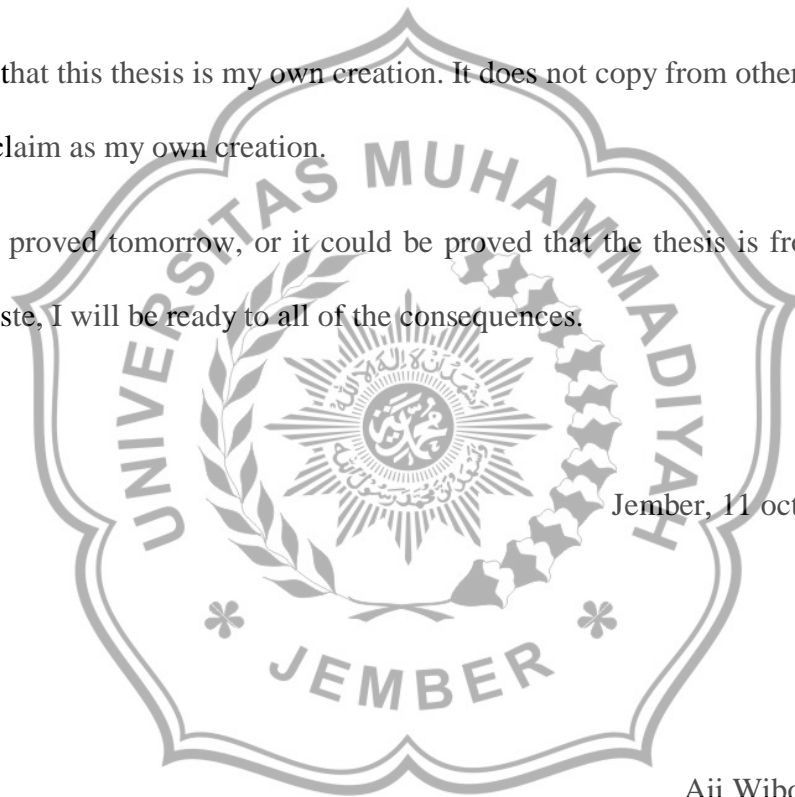 that this thesis is my own creation. It does not copy from other
claim as my own creation.
proved tomorrow, or it could be proved that the thesis is fro
ste, I will be ready to all of the consequences.
Jember, 11 oct
Aji Wibo
UNIVERSITAS MUHAMMADIYAH
JEMBER